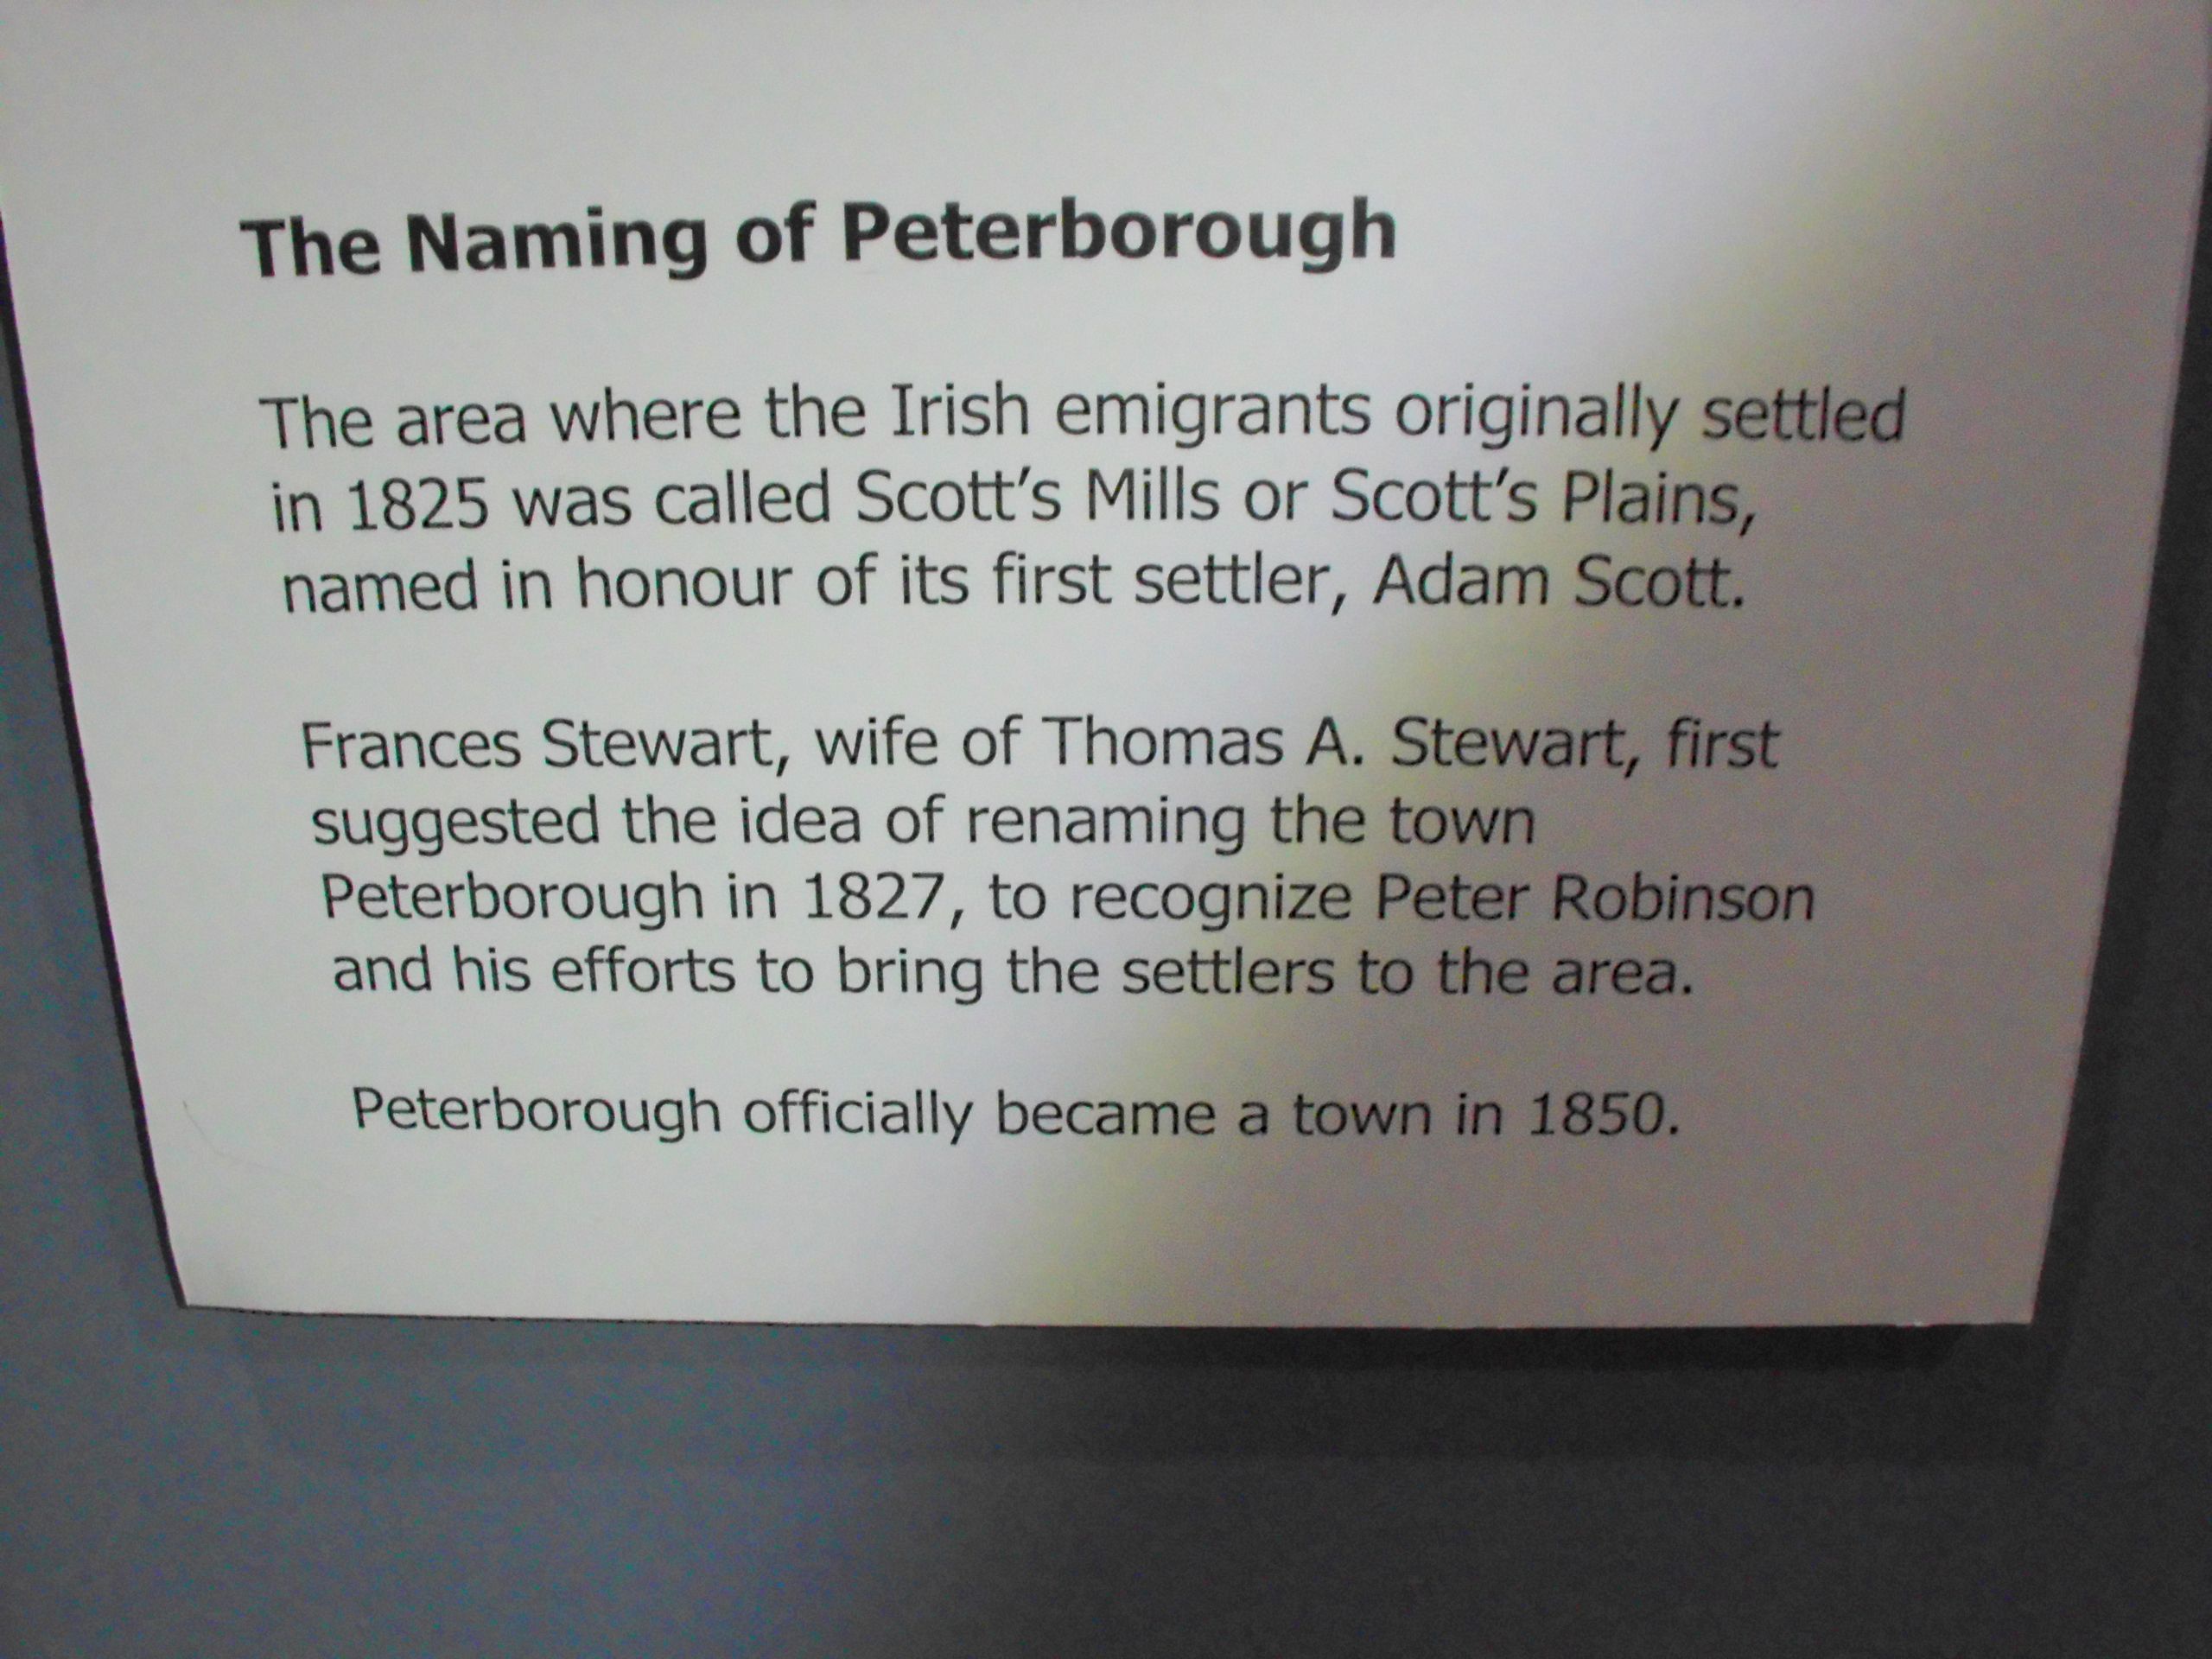 The Naming of Peterborough
The area where the Irish emigrants originally settled
in 1825 was called Scott’s Mills or Scott’s Plains,
named in honour of its first settler, Adam Scott.
Frances Stewart, wife of Thomas A. Stewart, first
suggested the idea of renaming the town
Peterborough in 1827, to recognize Peter Robinson
and his efforts to bring the settlers to the area.
Peterborough officially became a town in 1850.